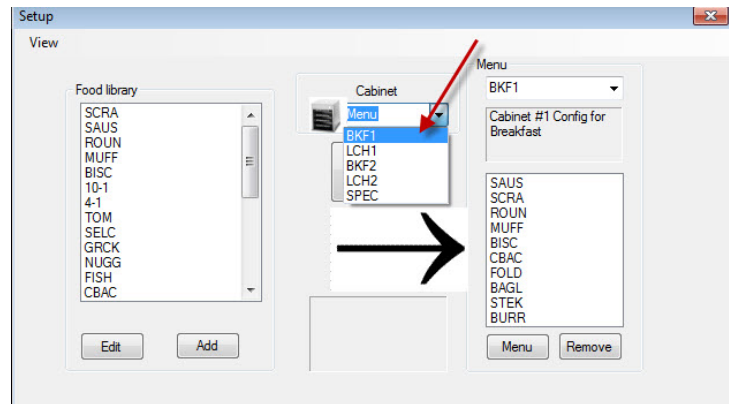 Setup
View
Food library
SCRA
SAUS
ROUN
MUFF
BISC
10-1
4-1
TOM
SELC
GRCK
NUGG
FISH
CBAC
Edit
Add
Cabinet
Menu
BKF1
LCH1
BKF2
LCH2
SPEC
Menu
BKF1
Cabinet #1 Config for
Breakfast
SAUS
SCRA
ROUN
MUFF
BISC
CBAC
FOLD
BAGL
STEK
BURR
Menu
Remove